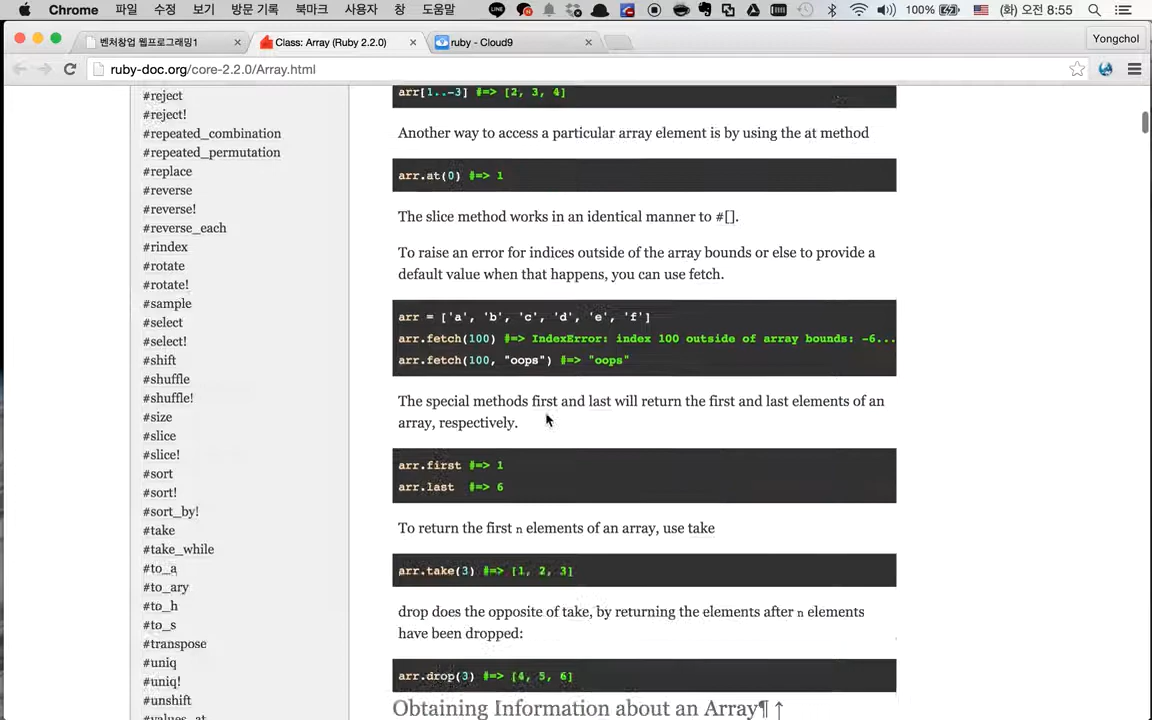 Chrome 파일 수정 보기 방문 기록 북마크 사용자 창 도움말 100% (화) 오전 8:55
벤처창업 웹프로그래밍1
Class: Array (Ruby 2.2.0)
ruby - Cloud9
Yongchol
ruby-doc.org/core-2.2.0/Array.html
#reject
#reject!
#repeated_combination
#repeated_permutation
#replace
#reverse
#reverse!
#reverse_each
#rindex
#rotate
#rotate!
#sample
#select
#select!
#shift
#shuffle
#shuffle!
#size
#slice
#slice!
#sort
#sort!
#sort_by!
#take
#take_while
#to_a
#to_ary
#to_h
#to_s
#transpose
#uniq
#uniq!
#unshift
#values_at
arr[1..-3] #=> [2, 3, 4]
Another way to access a particular array element is by using the at method
arr.at(0) #=> 1
The slice method works in an identical manner to #[].
To raise an error for indices outside of the array bounds or else to provide a
default value when that happens, you can use fetch.
arr = ['a', 'b', 'c', 'd', 'e', 'f']
arr.fetch(100) #=> IndexError: index 100 outside of array bounds: -6...
arr.fetch(100, "oops") #=> "oops"
The special methods first and last will return the first and last elements of an
array, respectively.
arr.first #=> 1
arr.last #=> 6
To return the first n elements of an array, use take
arr.take(3) #=> [1, 2, 3]
drop does the opposite of take, by returning the elements after n elements
have been dropped:
arr.drop(3) #=> [4, 5, 6]
Obtaining Information about an Array¶ ↑